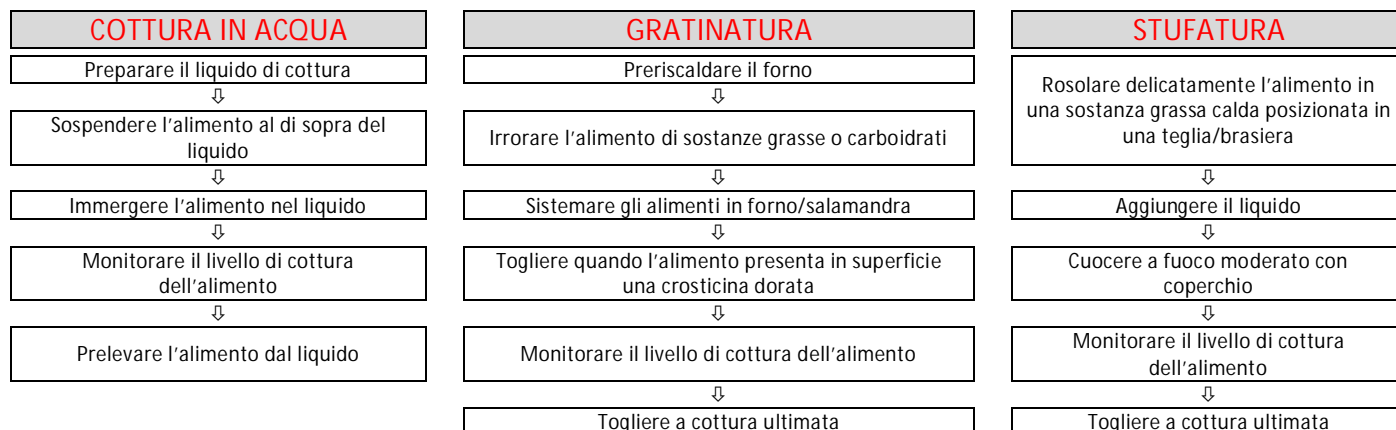 COTTURA IN ACQUA
Preparare il liquido di cottura
⇩
Sospendere l'alimento al di sopra del
liquido
⇩
Immergere l'alimento nel liquido
⇩
Monitorare il livello di cottura
dell'alimento
⇩
Prelevare l'alimento dal liquido
GRATINATURA
Preriscaldare il forno
⇩
Irrorare l'alimento di sostanze grasse o carboidrati
⇩
Sistemare gli alimenti in forno/salamandra
⇩
Togliere quando l'alimento presenta in superficie
una crosticina dorata
⇩
Monitorare il livello di cottura dell'alimento
⇩
Togliere a cottura ultimata
STUFATURA
Rosolare delicatamente l'alimento in
una sostanza grassa calda posizionata in
una teglia/brasiera
⇩
Aggiungere il liquido
⇩
Cuocere a fuoco moderato con
coperchio
⇩
Monitorare il livello di cottura
dell'alimento
⇩
Togliere a cottura ultimata